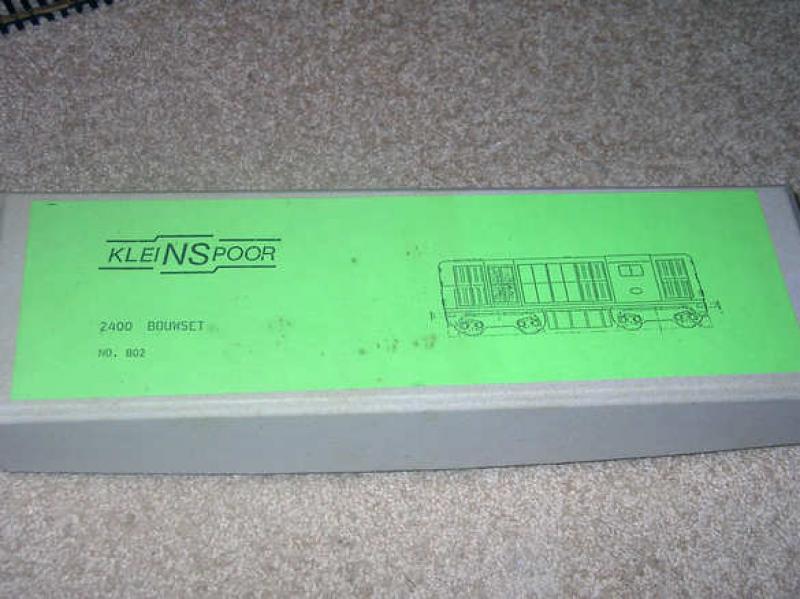 KLEINSPOOR
2400 BOUWSET
NO. 802